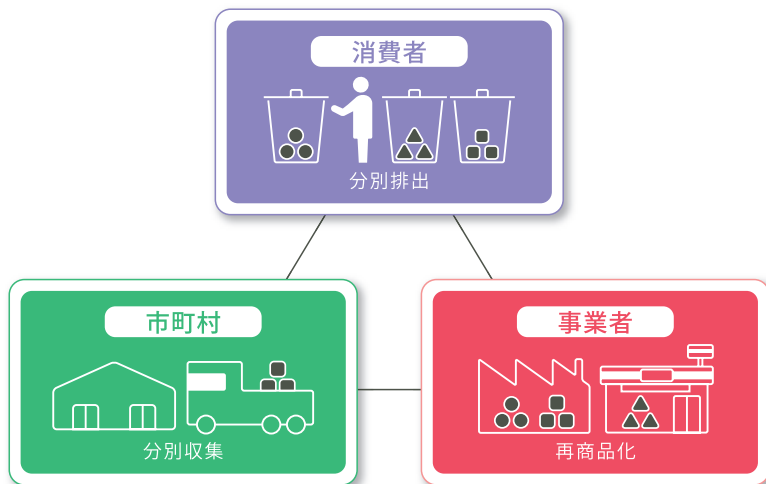 消費者
分別排出
市町村
分別収集
事業者
再商品化